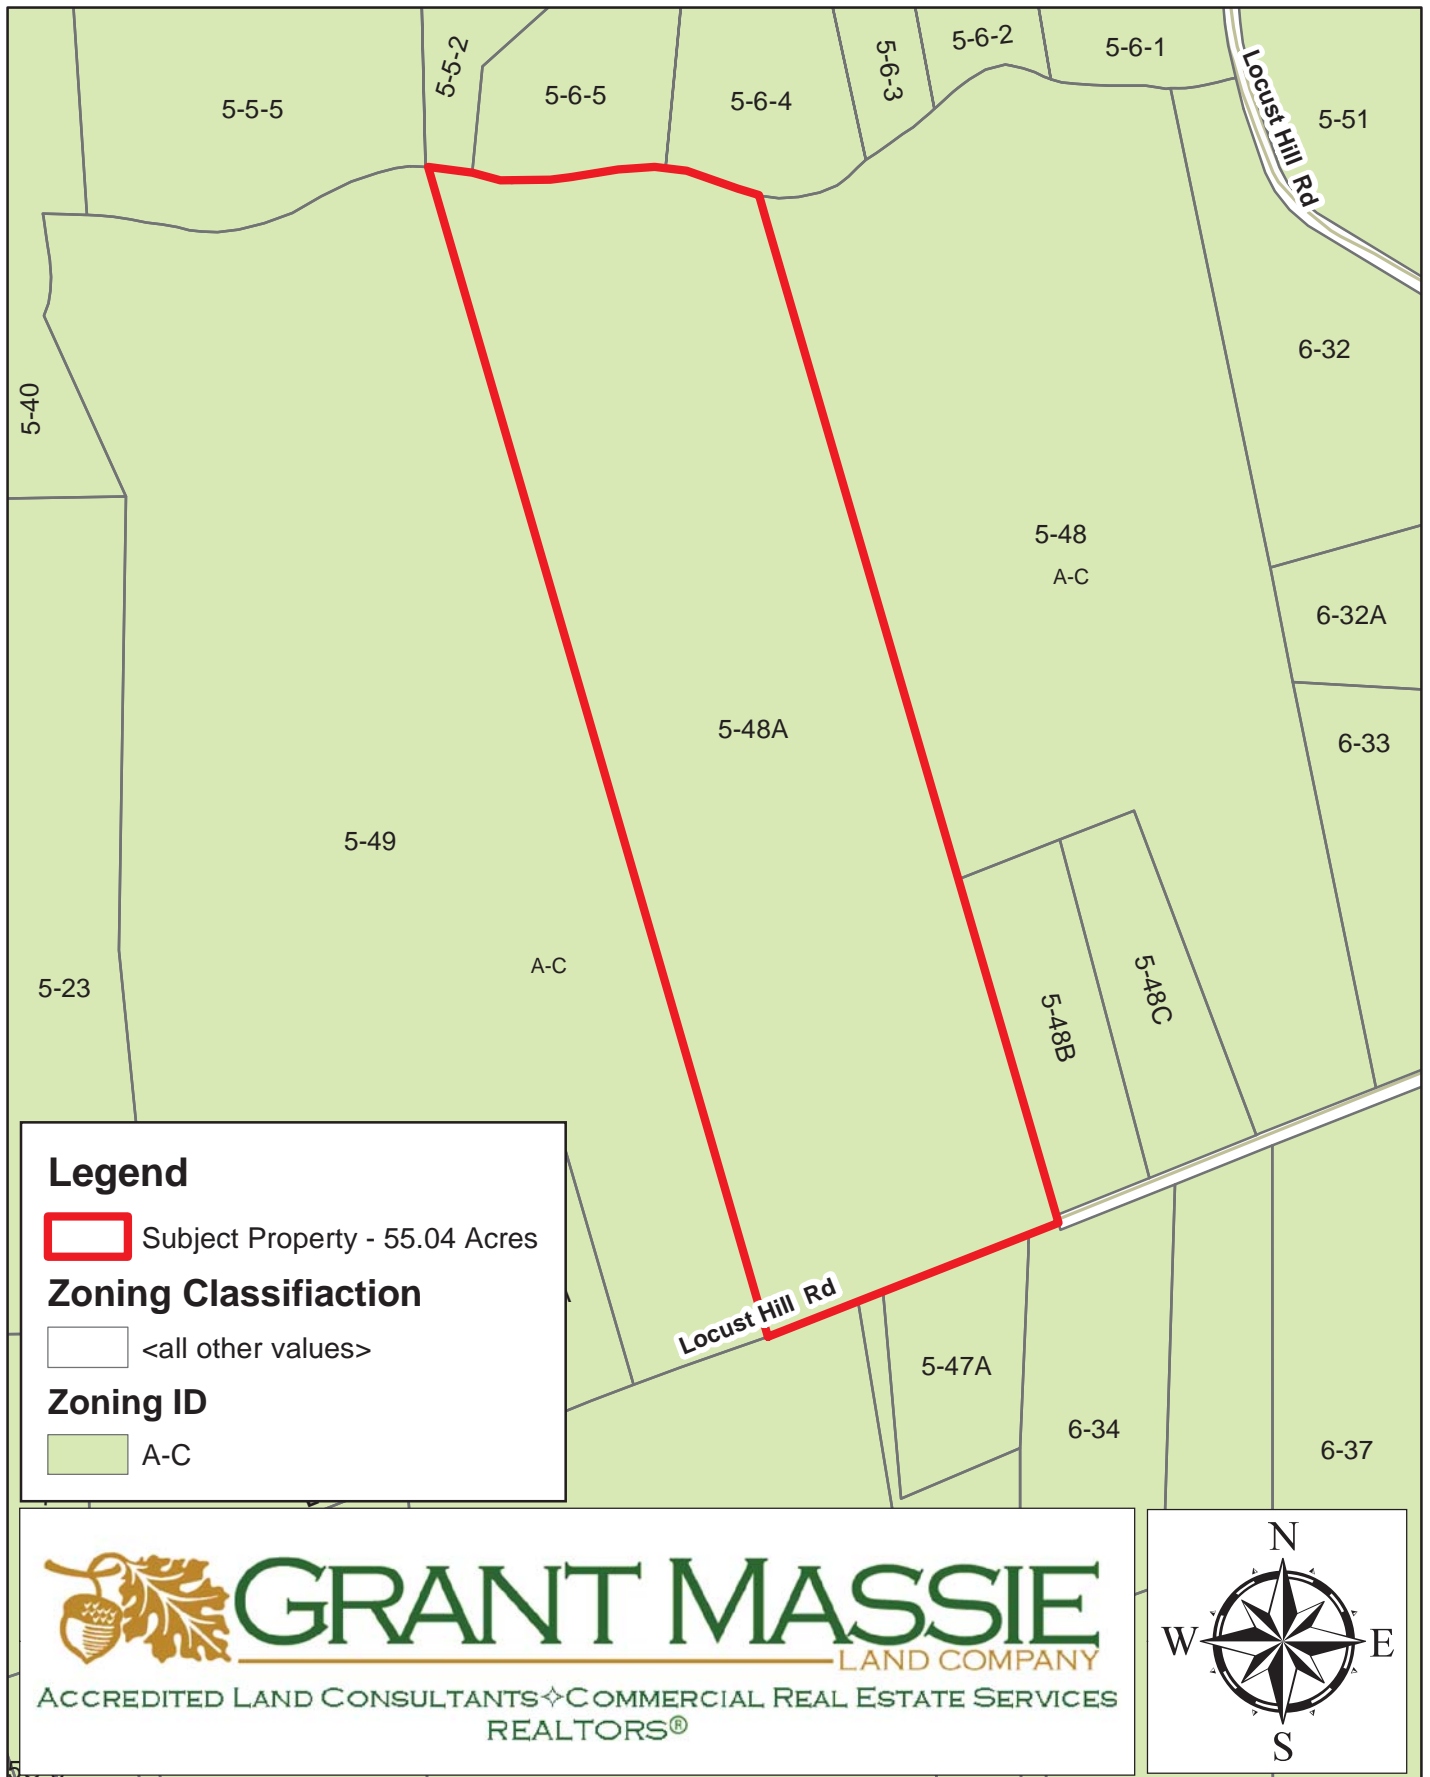 5-5-5
5-5-2
5-6-5
5-6-4
5-6-3
5-6-2
5-6-1
Locust Hill Rd
5-51
6-32
5-40
5-48
A-C
6-32A
5-48A
6-33
5-49
A-C
5-23
5-48B
5-48C
Locust Hill Rd
5-47A
6-34
6-37
Legend
Subject Property - 55.04 Acres
Zoning Classifiaction
<all other values>
Zoning ID
A-C
GRANT MASSIE
LAND COMPANY
ACCREDITED LAND CONSULTANTS✧COMMERCIAL REAL ESTATE SERVICES
REALTORS®
N
W E
S